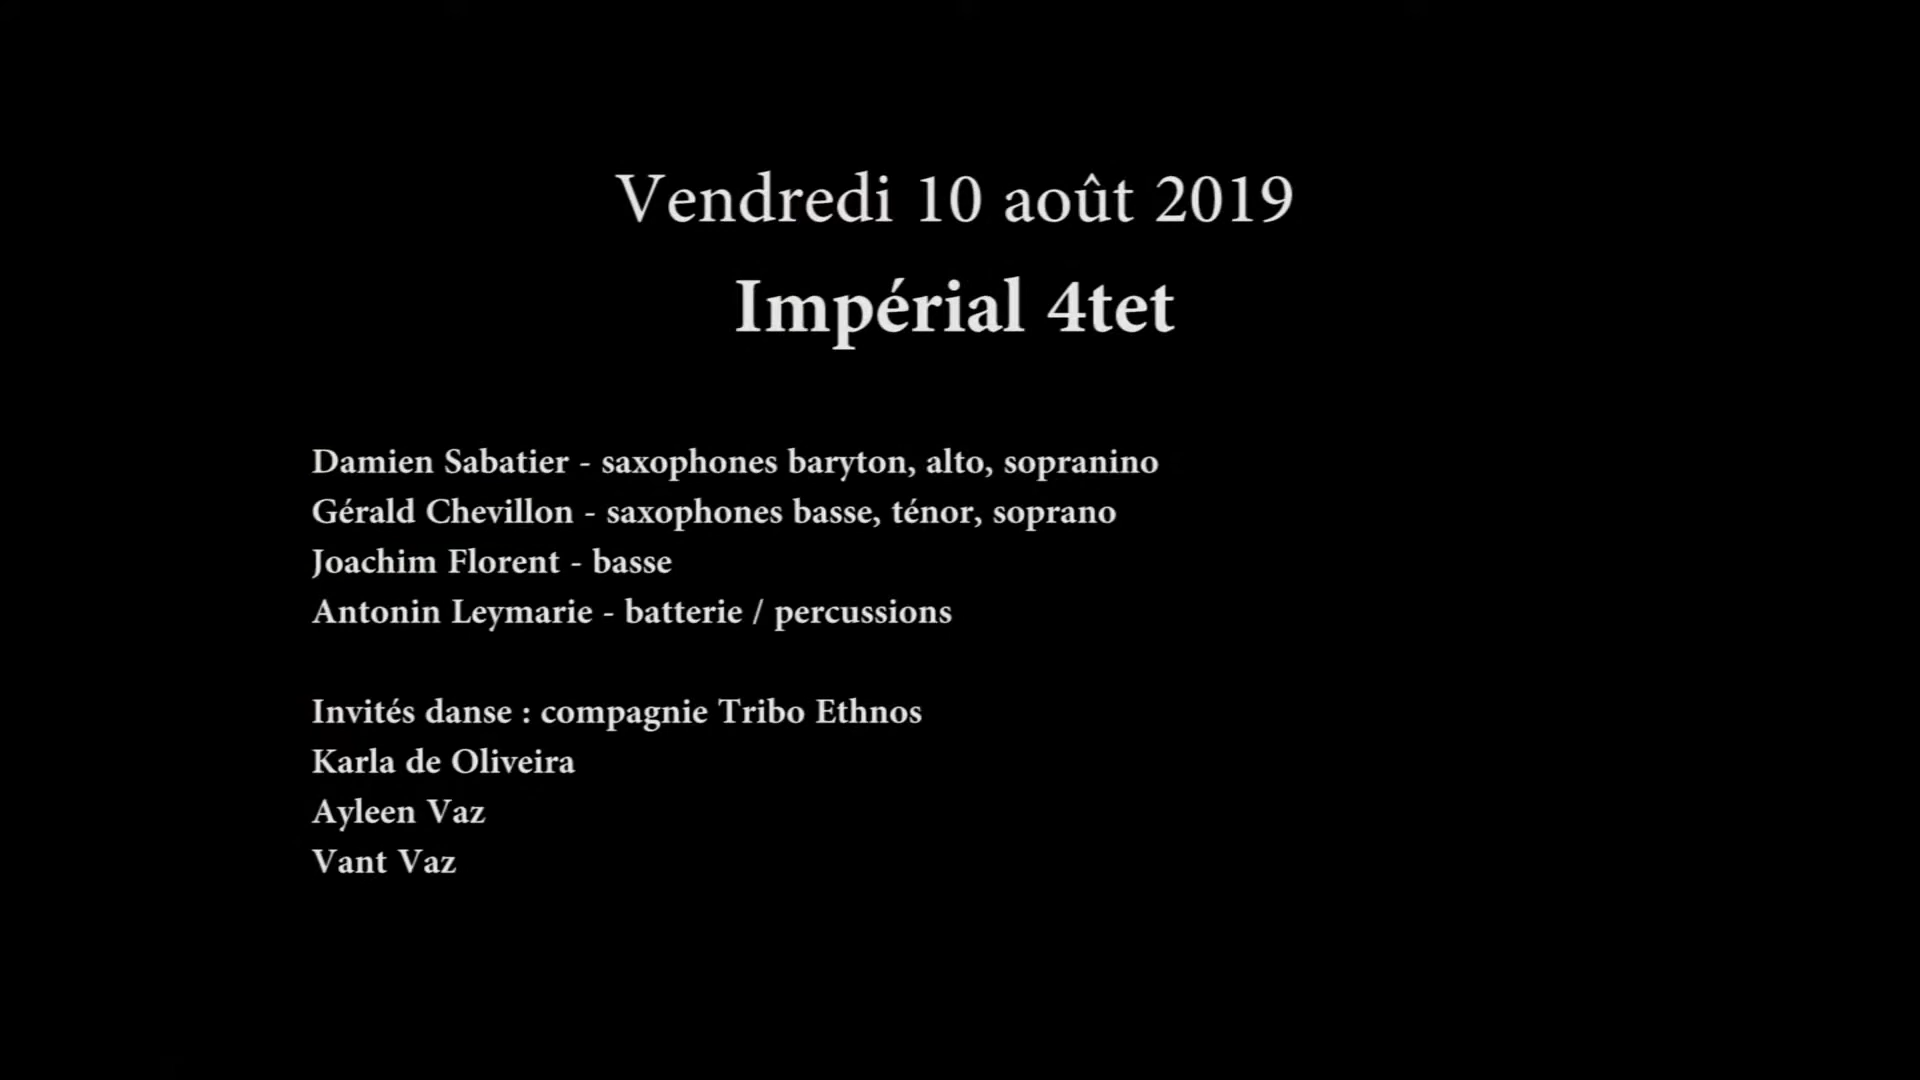 Vendredi 10 août 2019
Impérial 4tet
Damien Sabatier - saxophones baryton, alto, sopranino
Gérald Chevillon - saxophones basse, ténor, soprano
Joachim Florent - basse
Antonin Leymarie - batterie / percussions
Invités danse : compagnie Tribo Ethnos
Karla de Oliveira
Ayleen Vaz
Vant Vaz